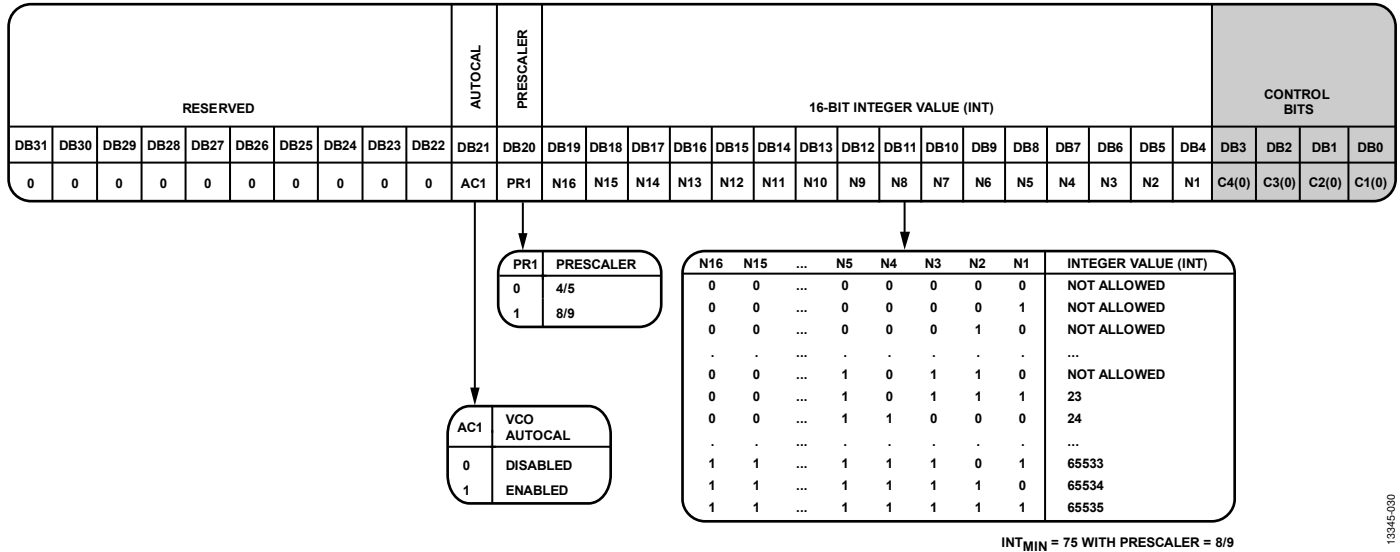 RESERVED
AUTOCAL
PRESCALER
16-BIT INTEGER VALUE (INT)
CONTROL
BITS
DB31 DB30 DB29 DB28 DB27 DB26 DB25 DB24 DB23 DB22 DB21 DB20 DB19 DB18 DB17 DB16 DB15 DB14 DB13 DB12 DB11 DB10 DB9 DB8 DB7 DB6 DB5 DB4 DB3 DB2 DB1 DB0
0 0 0 0 0 0 0 0 0 0 AC1 PR1 N16 N15 N14 N13 N12 N11 N10 N9 N8 N7 N6 N5 N4 N3 N2 N1 C4(0) C3(0) C2(0) C1(0)
PR1 PRESCALER
0 4/5
1 8/9
AC1 VCO
AUTOCAL
0 DISABLED
1 ENABLED
N16 N15 ... N5 N4 N3 N2 N1 INTEGER VALUE (INT)
0 0 ... 0 0 0 0 0 NOT ALLOWED
0 0 ... 0 0 0 0 1 NOT ALLOWED
0 0 ... 0 0 0 1 0 NOT ALLOWED
. . ... . . . . . ...
0 0 ... 1 0 1 1 0 NOT ALLOWED
0 0 ... 1 0 1 1 1 23
0 0 ... 1 1 0 0 0 24
. . ... . . . . . ...
1 1 ... 1 1 1 0 1 65533
1 1 ... 1 1 1 1 0 65534
1 1 ... 1 1 1 1 1 65535
INTMIN = 75 WITH PRESCALER = 8/9
13345-030